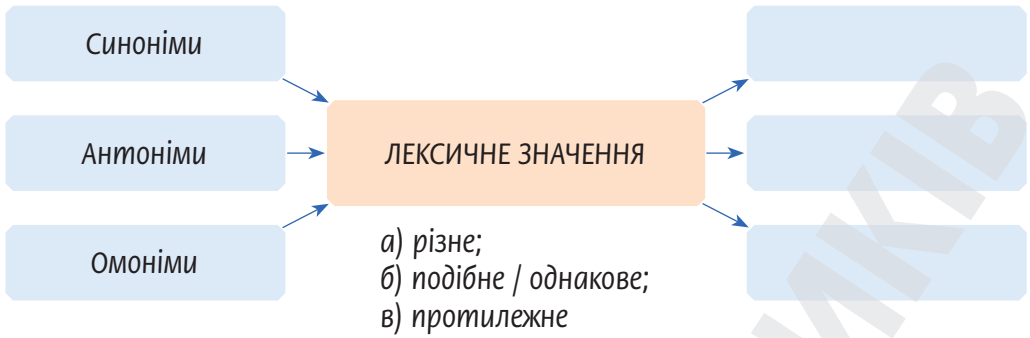 Синоніми
Антоніми
Омоніми
ЛЕКСИЧНЕ ЗНАЧЕННЯ
а) різне;
б) подібне / однакове;
в) протилежне